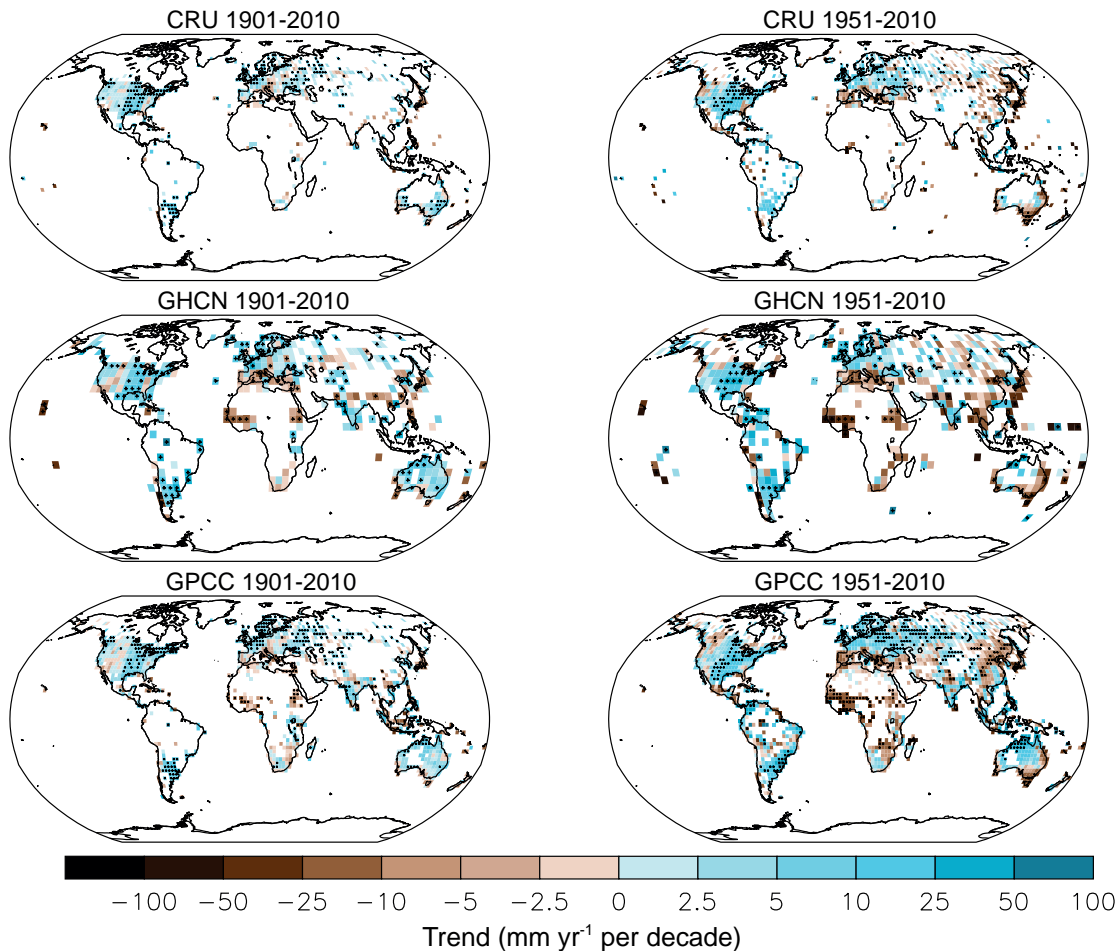 CRU 1901-2010
CRU 1951-2010
GHCN 1901-2010
GHCN 1951-2010
GPCC 1901-2010
GPCC 1951-2010
−100 −50 −25 −10 −5 −2.5 0 2.5 5 10 25 50 100
Trend (mm yr⁻¹ per decade)